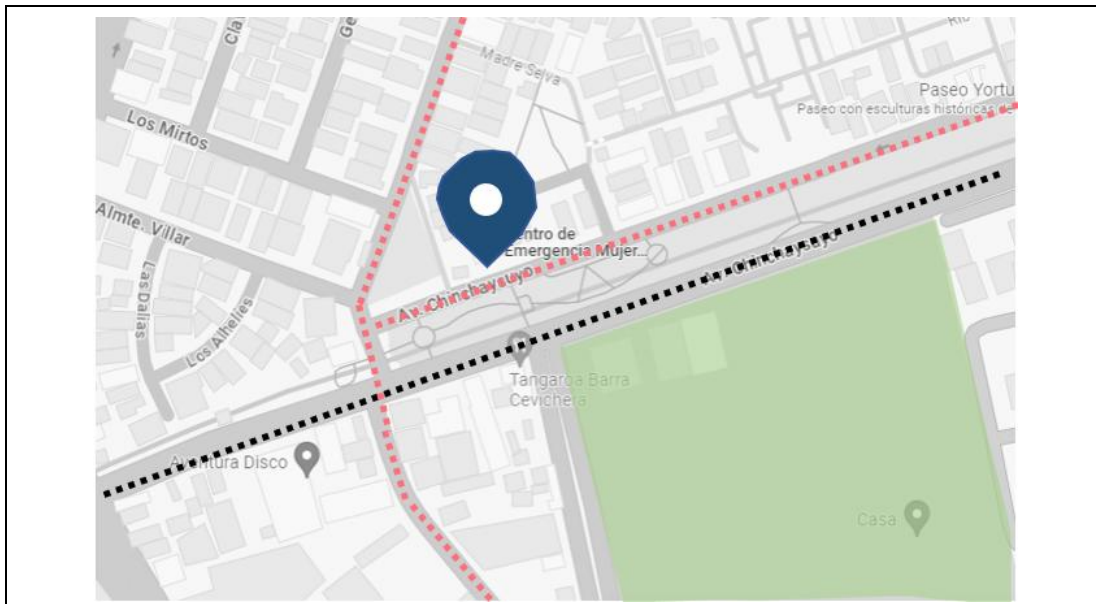 Madre Selva
Paseo Yortu
Paseo con esculturas históricas de
Los Mirtos
Almte. Villar
Centro de
Emergencia Mujer...
Av. Chinchaysuyo
Av. Chinchaysuyo
Las Dalias
Los Alhelíes
Tangaroa Barra
Cevichera
Aventura Disco
Casa